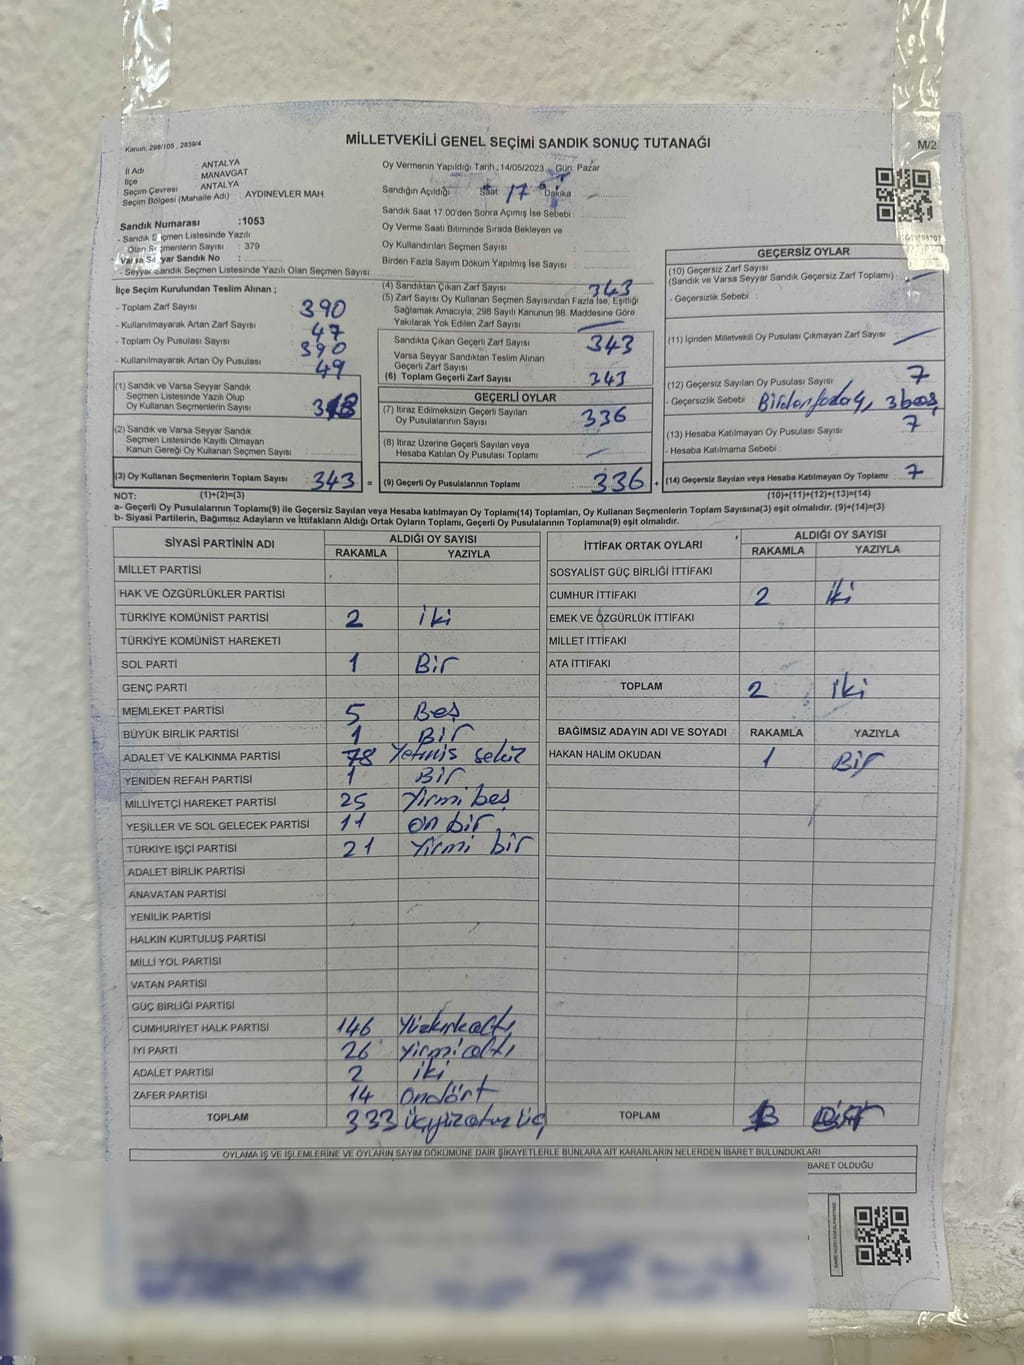 Kanun: 298/105 , 2839/4
MİLLETVEKİLİ GENEL SEÇİMİ SANDIK SONUÇ TUTANAĞI
M/2
İl Adı ANTALYA
İlçe MANAVGAT
Seçim Çevresi ANTALYA
Seçim Bölgesi (Mahalle Adı) : AYDINEVLER MAH.
Sandık Numarası :1053
- Sandık Seçmen Listesinde Yazılı
Olan Seçmenlerin Sayısı : 379
- Varsa Seyyar Sandık No :
- Seyyar Sandık Seçmen Listesinde Yazılı Olan Seçmen Sayısı:
Oy Vermenin Yapıldığı Tarih : 14/05/2023 Gün: Pazar
Sandığın Açıldığı Saat: 17 Dakika
Sandık Saat 17.00'den Sonra Açılmış İse Sebebi :
Oy Verme Saati Bitiminde Sırada Bekleyen ve
Oy Kullandırılan Seçmen Sayısı
Birden Fazla Sayım Döküm Yapılmış İse Sayısı
İlçe Seçim Kurulundan Teslim Alınan ;
- Toplam Zarf Sayısı 390
- Kullanılmayarak Artan Zarf Sayısı 47
- Toplam Oy Pusulası Sayısı 390
- Kullanılmayarak Artan Oy Pusulası 49
(1) Sandık ve Varsa Seyyar Sandık
Seçmen Listesinde Yazılı Olup
Oy Kullanan Seçmenlerin Sayısı
(2) Sandık ve Varsa Seyyar Sandık
Seçmen Listesinde Kayıtlı Olmayan
Kanun Gereği Oy Kullanan Seçmen Sayısı
(3) Oy Kullanan Seçmenlerin Toplam Sayısı 343 =
(4) Sandıktan Çıkan Zarf Sayısı 343
(5) Zarf Sayısı Oy Kullanan Seçmen Sayısından Fazla İse, Eşitliği
Sağlamak Amacıyla; 298 Sayılı Kanunun 98. Maddesine Göre
Yakılarak Yok Edilen Zarf Sayısı
Sandıkta Çıkan Geçerli Zarf Sayısı 343
Varsa Seyyar Sandıktan Teslim Alınan
Geçerli Zarf Sayısı
(6) Toplam Geçerli Zarf Sayısı 343
GEÇERLİ OYLAR
(7) İtiraz Edilmeksizin Geçerli Sayılan
Oy Pusulasının Sayısı 336
(8) İtiraz Üzerine Geçerli Sayılan veya
Hesaba Katılan Oy Pusulası Toplamı
(9) Geçerli Oy Pusulalarının Toplamı 336 +
GEÇERSİZ OYLAR
(10) Geçersiz Zarf Sayısı
(Sandık ve Varsa Seyyar Sandık Geçersiz Zarf Toplamı) :
- Geçersizlik Sebebi :
(11) İçinden Milletvekili Oy Pusulası Çıkmayan Zarf Sayısı
(12) Geçersiz Sayılan Oy Pusulası Sayısı 7
- Geçersizlik Sebebi : Birden fazla 4, 3 boş
(13) Hesaba Katılmayan Oy Pusulası Sayısı 7
- Hesaba Katılmama Sebebi :
(14) Geçersiz Sayılan veya Hesaba Katılmayan Oy Toplamı 7
NOT: (1)+(2)=(3) (10)+(11)+(12)+(13)=(14)
a- Geçerli Oy Pusulalarının Toplamı(9) ile Geçersiz Sayılan veya Hesaba katılmayan Oy Toplamı(14) Toplamları, Oy Kullanan Seçmenlerin Toplam Sayısına(3) eşit olmalıdır. (9)+(14)=(3)
b- Siyasi Partilerin, Bağımsız Adayların ve İttifakların Aldığı Ortak Oyların Toplamı, Geçerli Oy Pusulalarının Toplamına(9) eşit olmalıdır.
SİYASİ PARTİNİN ADI ALDIĞI OY SAYISI
RAKAMLA YAZIYLA
MİLLET PARTİSİ
HAK VE ÖZGÜRLÜKLER PARTİSİ
TÜRKİYE KOMÜNİST PARTİSİ 2 iki
TÜRKİYE KOMÜNİST HAREKETİ
SOL PARTİ 1 Bir
GENÇ PARTİ
MEMLEKET PARTİSİ 5 Beş
BÜYÜK BİRLİK PARTİSİ 1 Bir
ADALET VE KALKINMA PARTİSİ 78 Yetmiş sekiz
YENİDEN REFAH PARTİSİ 1 Bir
MİLLİYETÇİ HAREKET PARTİSİ 25 Yirmi beş
YEŞİLLER VE SOL GELECEK PARTİSİ 11 on bir
TÜRKİYE İŞÇİ PARTİSİ 21 Yirmi bir
ADALET BİRLİK PARTİSİ
ANAVATAN PARTİSİ
YENİLİK PARTİSİ
HALKIN KURTULUŞ PARTİSİ
MİLLİ YOL PARTİSİ
VATAN PARTİSİ
GÜÇ BİRLİĞİ PARTİSİ
CUMHURİYET HALK PARTİSİ 146 Yüzkırkaltı
İYİ PARTİ 26 Yirmi altı
ADALET PARTİSİ 2 iki
ZAFER PARTİSİ 14 Ondört
TOPLAM 333 üçyüzotuz üç
İTTİFAK ORTAK OYLARI ALDIĞI OY SAYISI
RAKAMLA YAZIYLA
SOSYALİST GÜÇ BİRLİĞİ İTTİFAKI
CUMHUR İTTİFAKI 2 iki
EMEK VE ÖZGÜRLÜK İTTİFAKI
MİLLET İTTİFAKI
ATA İTTİFAKI
TOPLAM 2 iki
BAĞIMSIZ ADAYIN ADI VE SOYADI RAKAMLA YAZIYLA
HAKAN HALİM OKUDAN 1 Bir
TOPLAM
OYLAMA İŞ VE İŞLEMLERİNE VE OYLARIN SAYIM DÖKÜMÜNE DAİR ŞİKAYETLERLE BUNLARA AİT KARARLARIN NELERDEN İBARET BULUNDUKLARI
İBARET OLDUĞU